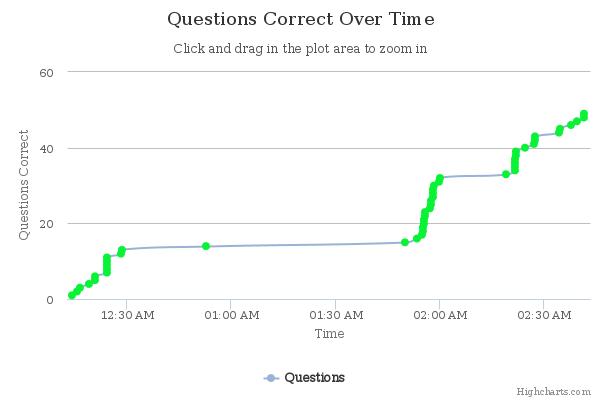 Questions Correct Over Time
Click and drag in the plot area to zoom in
Questions Correct
60
40
20
0
12:30 AM 01:00 AM 01:30 AM 02:00 AM 02:30 AM
Time
Questions
Highcharts.com